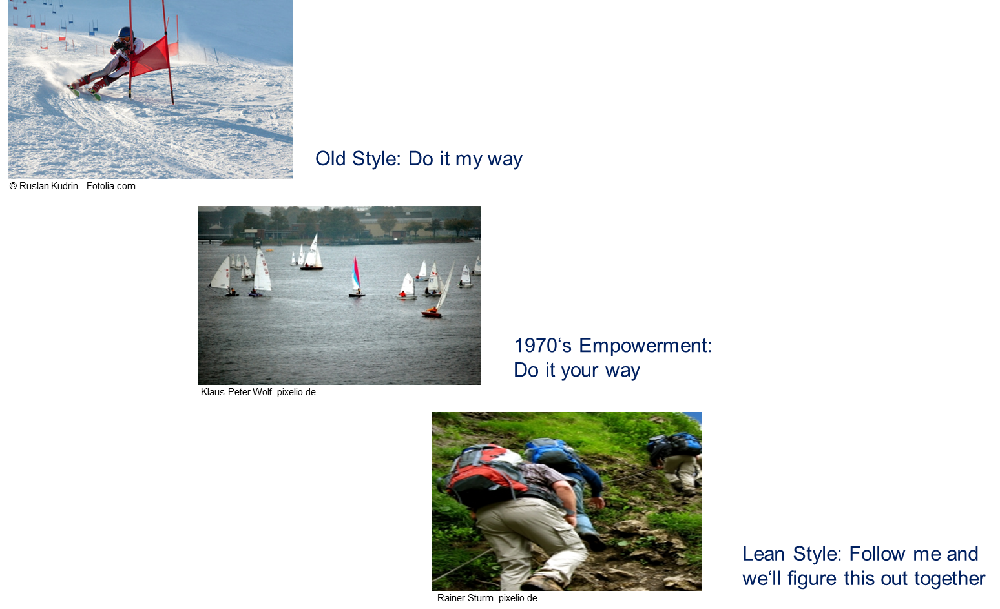 Old Style: Do it my way
© Ruslan Kudrin - Fotolia.com
1970‘s Empowerment:
Do it your way
Klaus-Peter Wolf_pixelio.de
Lean Style: Follow me and
we‘ll figure this out together
Rainer Sturm_pixelio.de